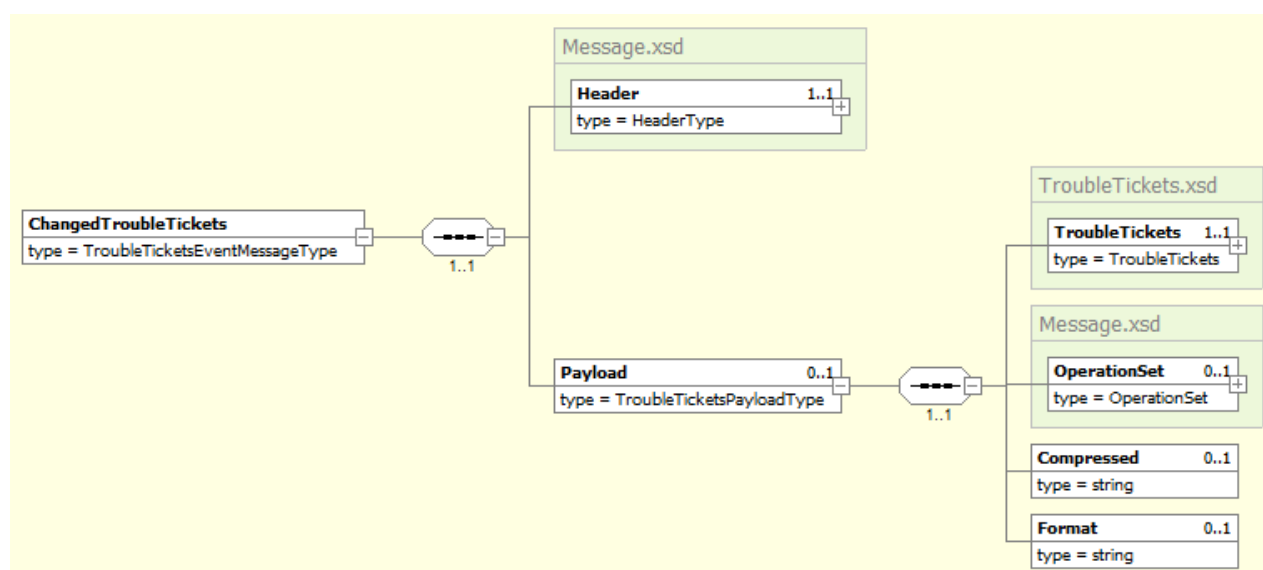 Message.xsd
Header 1..1
type = HeaderType
TroubleTickets.xsd
ChangedTroubleTickets
type = TroubleTicketsEventMessageType
1..1
TroubleTickets 1..1
type = TroubleTickets
Message.xsd
Payload 0..1
type = TroubleTicketsPayloadType
1..1
OperationSet 0..1
type = OperationSet
Compressed 0..1
type = string
Format 0..1
type = string